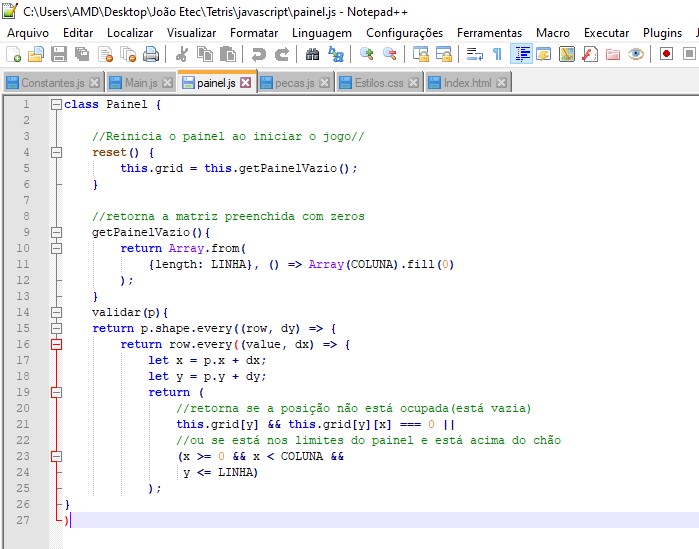 C:\Users\AMD\Desktop\João Etec\Tetris\javascript\painel.js - Notepad++
Arquivo Editar Localizar Visualizar Formatar Linguagem Configurações Ferramentas Macro Executar Plugins
Constantes.js Main.js painel.js pecas.js Estilos.css Index.html
1 class Painel {
2
3 //Reinicia o painel ao iniciar o jogo//
4 reset() {
5 this.grid = this.getPainelVazio();
6 }
7
8 //retorna a matriz preenchida com zeros
9 getPainelVazio(){
10 return Array.from(
11 {length: LINHA}, () => Array(COLUNA).fill(0)
12 );
13 }
14 validar(p){
15 return p.shape.every((row, dy) => {
16 return row.every((value, dx) => {
17 let x = p.x + dx;
18 let y = p.y + dy;
19 return (
20 //retorna se a posição não está ocupada(está vazia)
21 this.grid[y] && this.grid[y][x] === 0 ||
22 //ou se está nos limites do painel e está acima do chão
23 (x >= 0 && x < COLUNA &&
24 y <= LINHA)
25 );
26 }
27 )